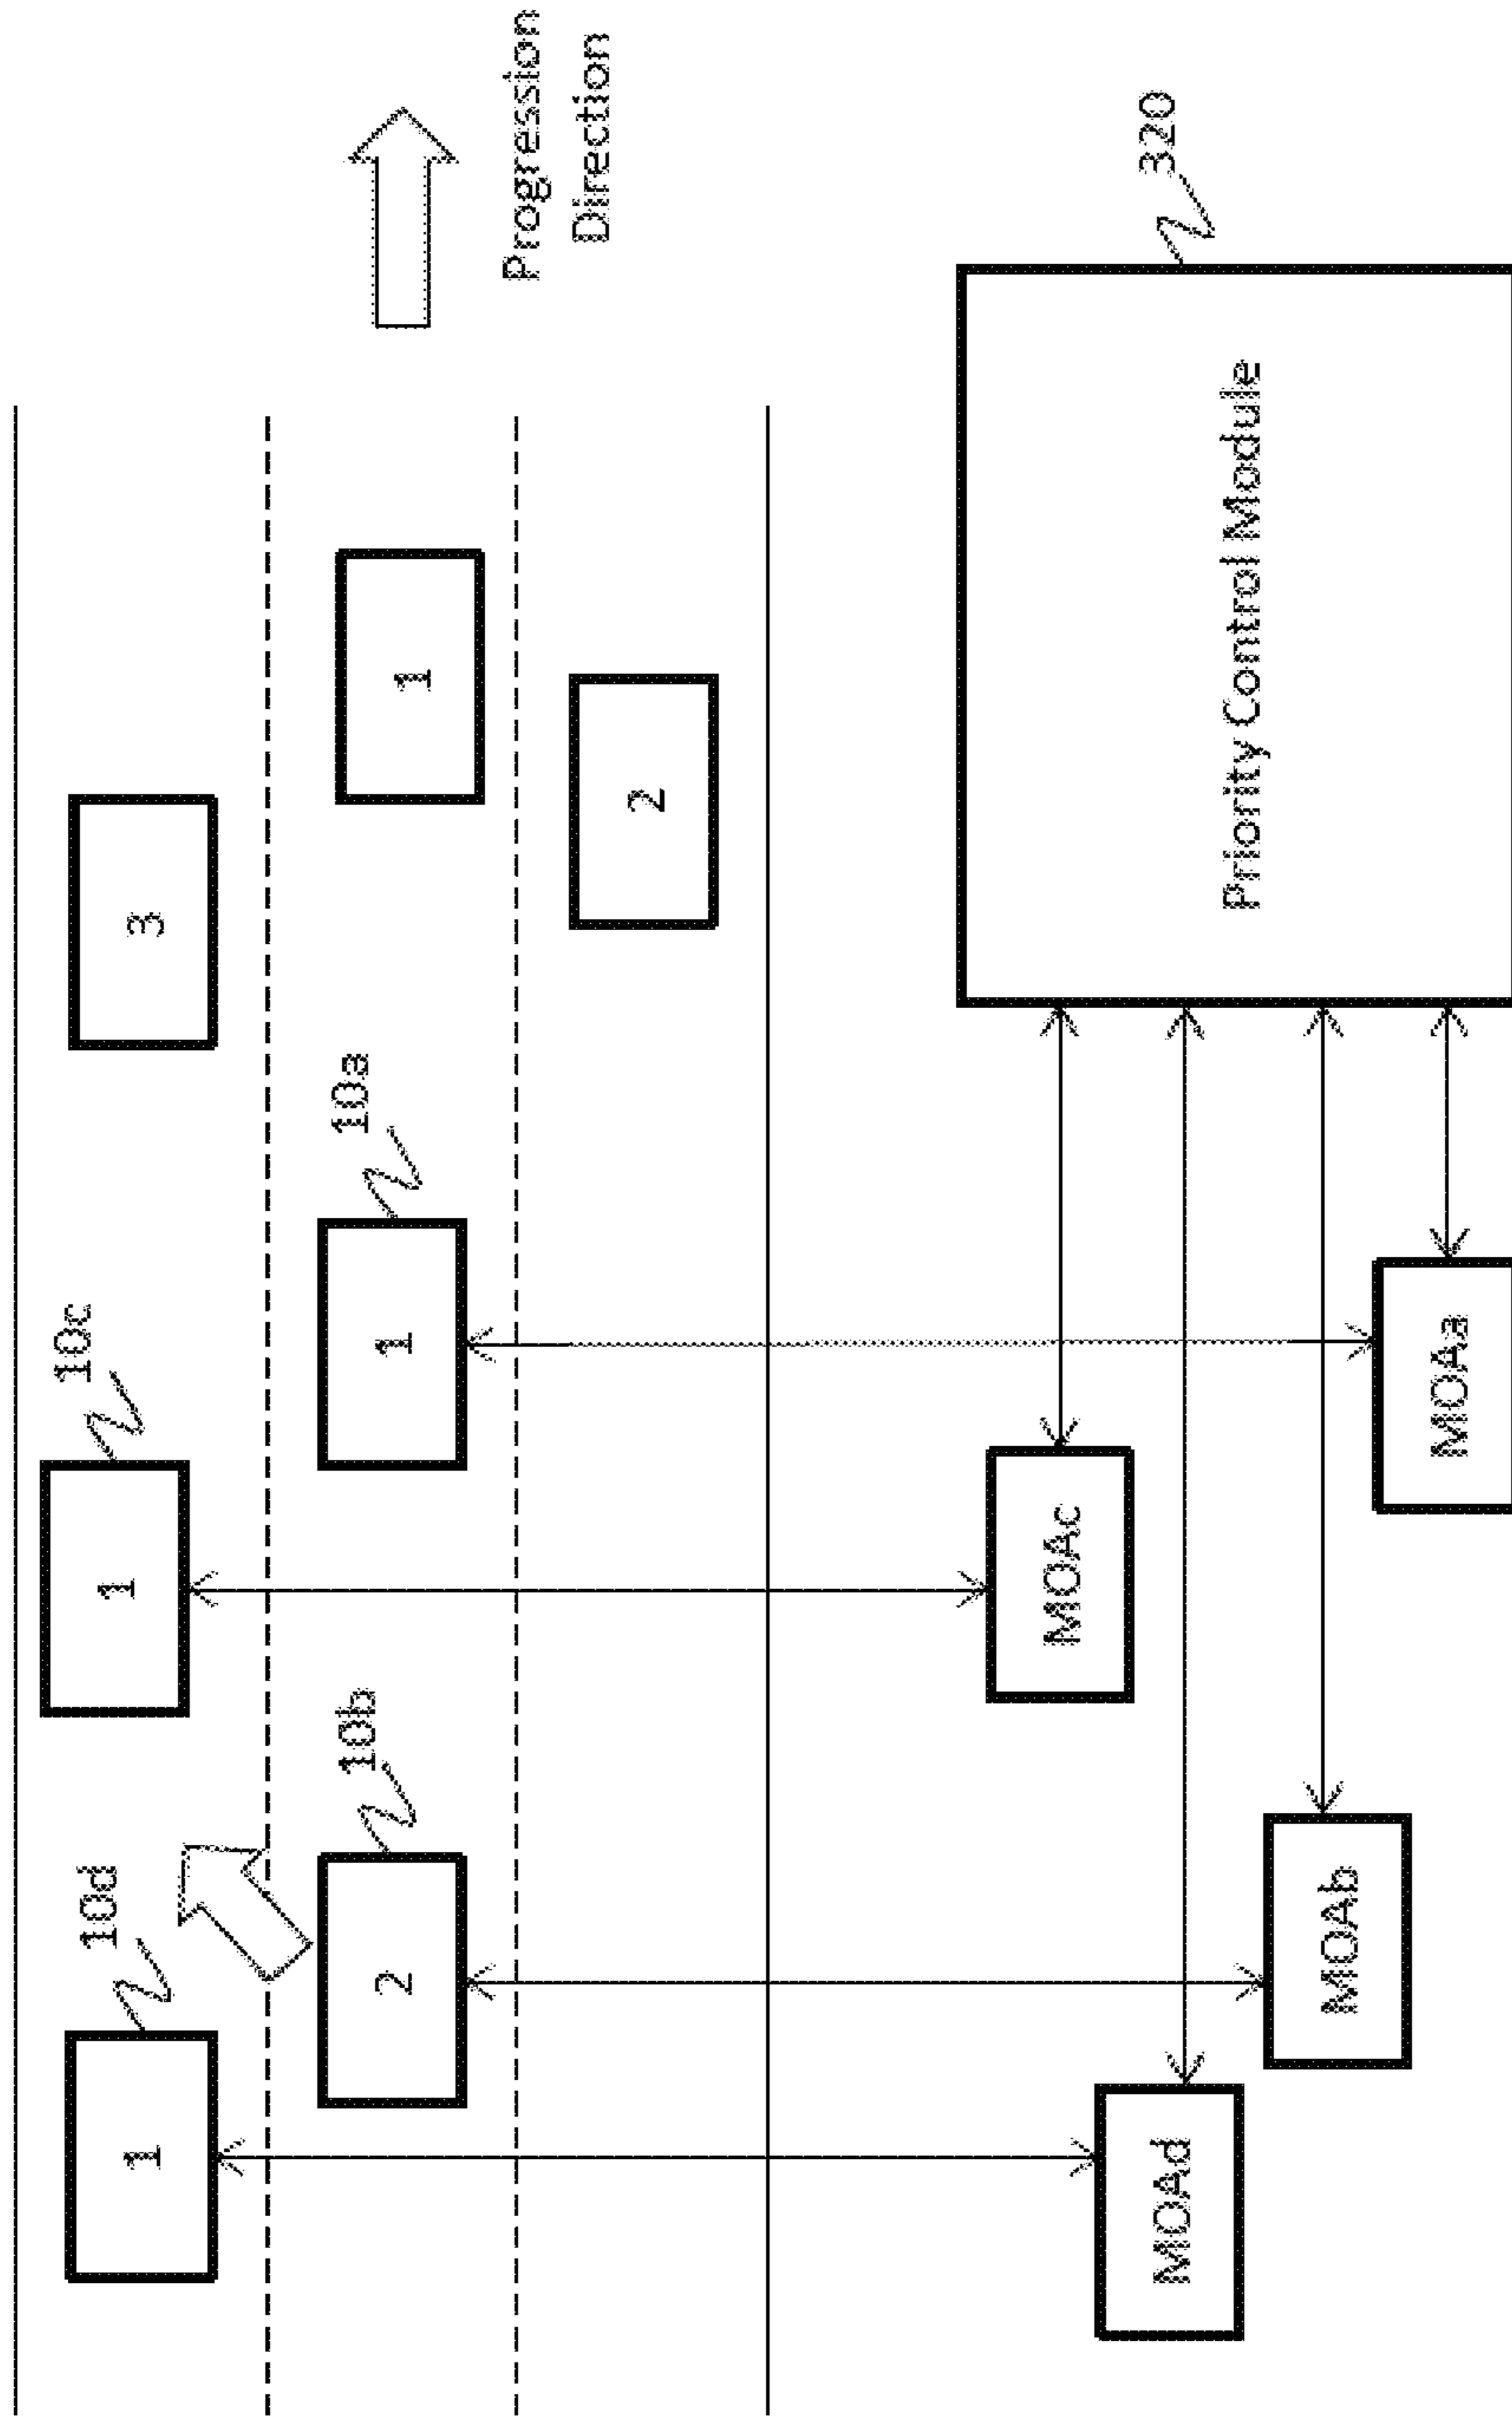 10d
10c
1
1
3
10b
10a
2
1
1
Progression
Direction
2
320
MOAc
MOAd
Priority Control Module
MOAb
MOAa